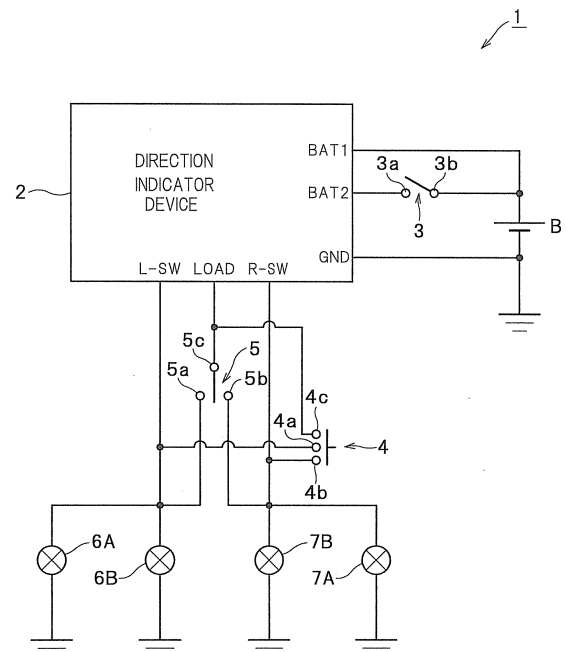 1
DIRECTION
INDICATOR
DEVICE
BAT1
BAT2
GND
2
3a
3b
3
B
L-SW LOAD R-SW
5c
5
5a
5b
4c
4a
4
4b
6A
6B
7B
7A